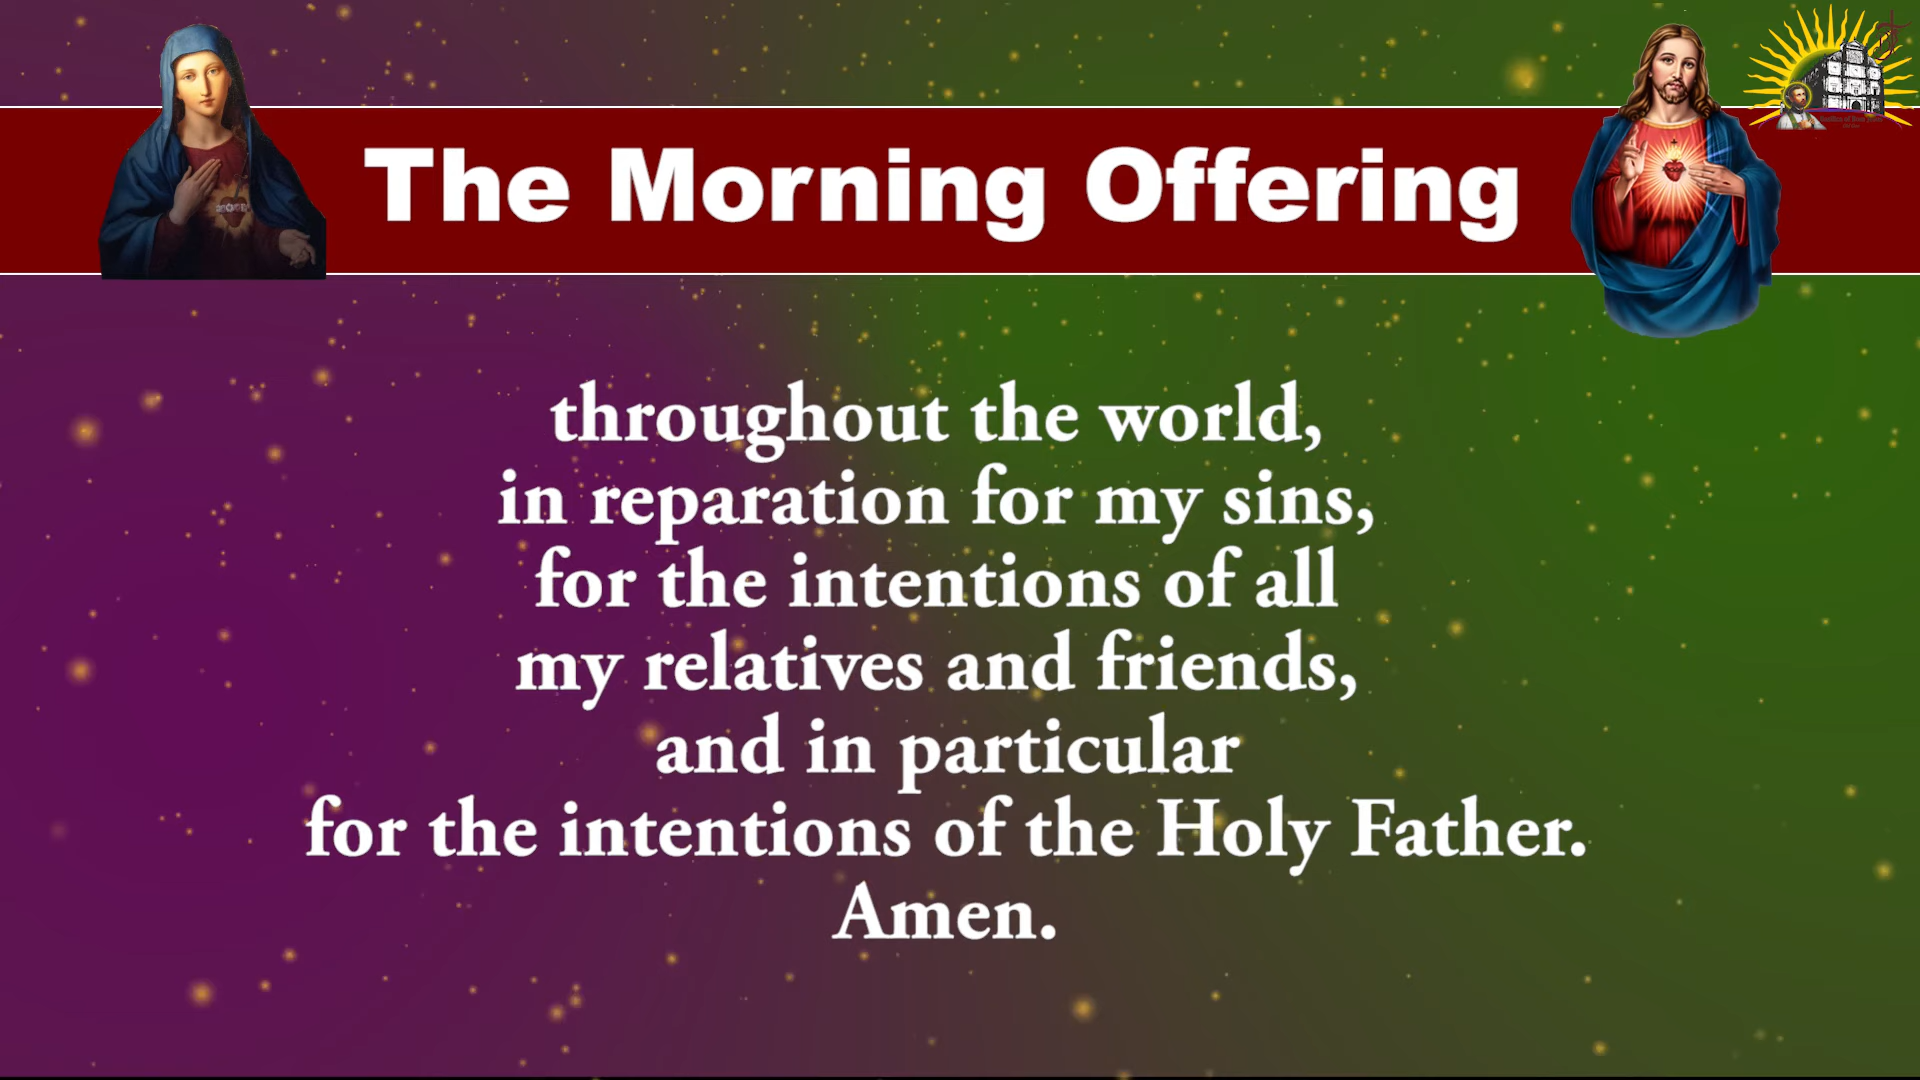 The Morning Offering
throughout the world,
in reparation for my sins,
for the intentions of all
my relatives and friends,
and in particular
for the intentions of the Holy Father.
Amen.